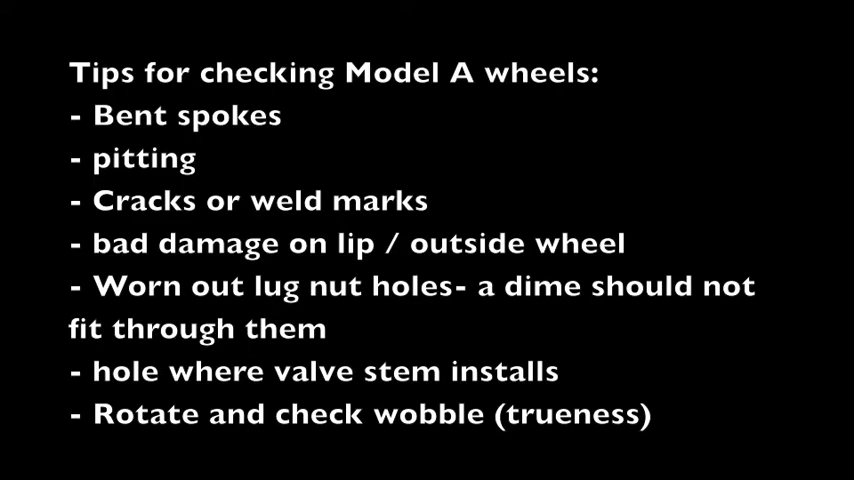 Tips for checking Model A wheels:
- Bent spokes
- pitting
- Cracks or weld marks
- bad damage on lip / outside wheel
- Worn out lug nut holes- a dime should not
fit through them
- hole where valve stem installs
- Rotate and check wobble (trueness)